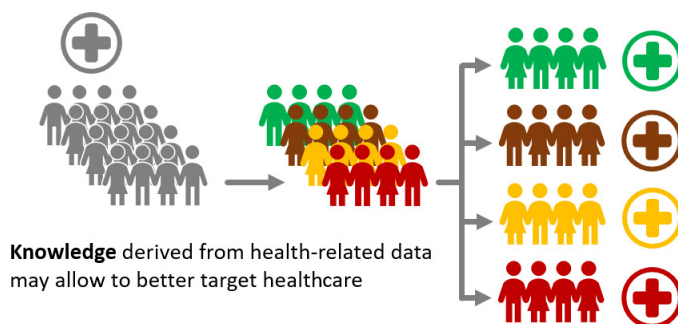 Knowledge derived from health-related data
may allow to better target healthcare